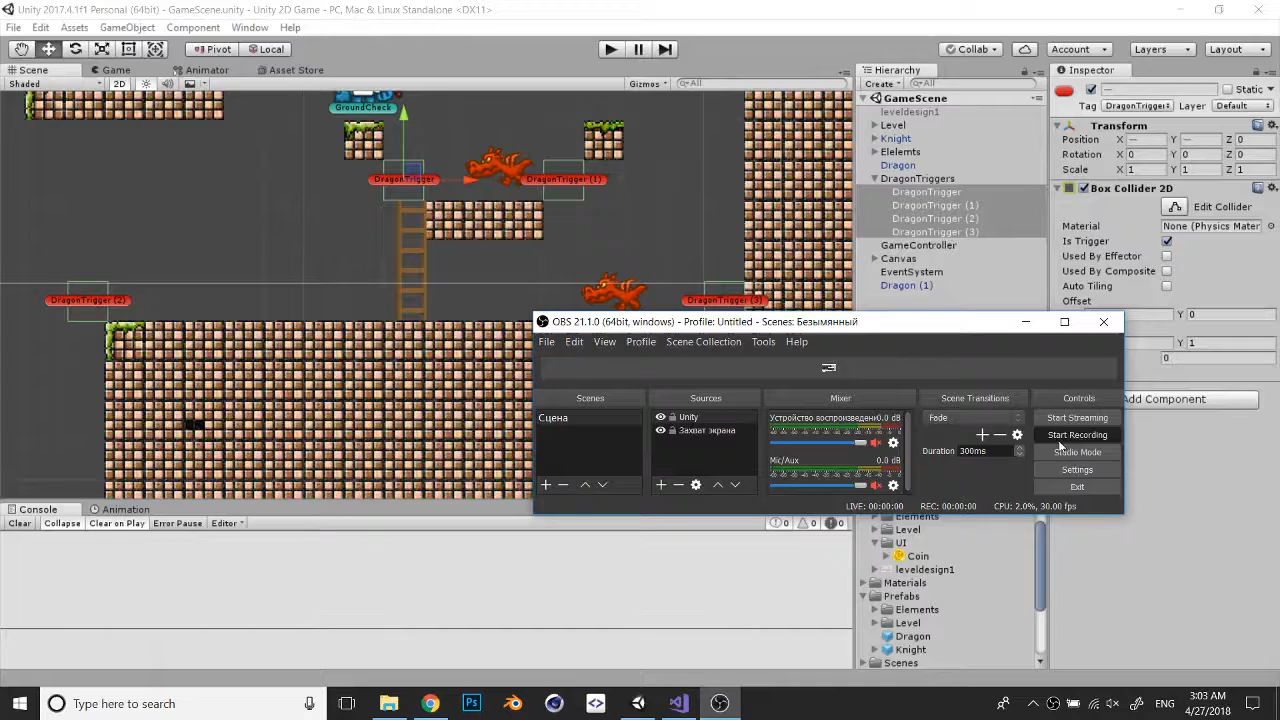 Unity 2017.4.1f1 Personal (64bit) - GameScene.unity - Unity 2D Game - PC, Mac & Linux Standalone <DX11>
File Edit Assets GameObject Component Window Help
Pivot Local Collab Account Layers Layout
Scene Game Animator Asset Store Hierarchy Inspector
Shaded 2D Gizmos All Create All
GroundCheck
DragonTrigger
DragonTrigger (1)
DragonTrigger (2)
DragonTrigger (3)
GameScene
leveldesign1
Level
Knight
Elelemts
Dragon
DragonTriggers
DragonTrigger
DragonTrigger (1)
DragonTrigger (2)
DragonTrigger (3)
GameController
Canvas
EventSystem
Dragon (1)
— Static
Tag DragonTrigger Layer Default
Transform
Position X — Y — Z 0
Rotation X 0 Y 0 Z 0
Scale X 1 Y 1 Z 1
Box Collider 2D
Edit Collider
Material None (Physics Mater
Is Trigger
Used By Effector
Used By Composite
Auto Tiling
Offset
Y 0
Y 1
0
Add Component
OBS 21.1.0 (64bit, windows) - Profile: Untitled - Scenes: Безымянный
File Edit View Profile Scene Collection Tools Help
Scenes Sources Mixer Scene Transitions Controls
Сцена
Unity
Захват экрана
Устройство воспроизведени 0.0 dB
Mic/Aux 0.0 dB
Fade
Duration 300ms
Start Streaming
Start Recording
Studio Mode
Settings
Exit
LIVE: 00:00:00 REC: 00:00:00 CPU: 2.0%, 30.00 fps
Console Animation
Clear Collapse Clear on Play Error Pause Editor 0 0 0
Elements
Level
UI
Coin
leveldesign1
Materials
Prefabs
Elements
Level
Dragon
Knight
Scenes
Type here to search
Ps
ENG
3:03 AM
4/27/2018